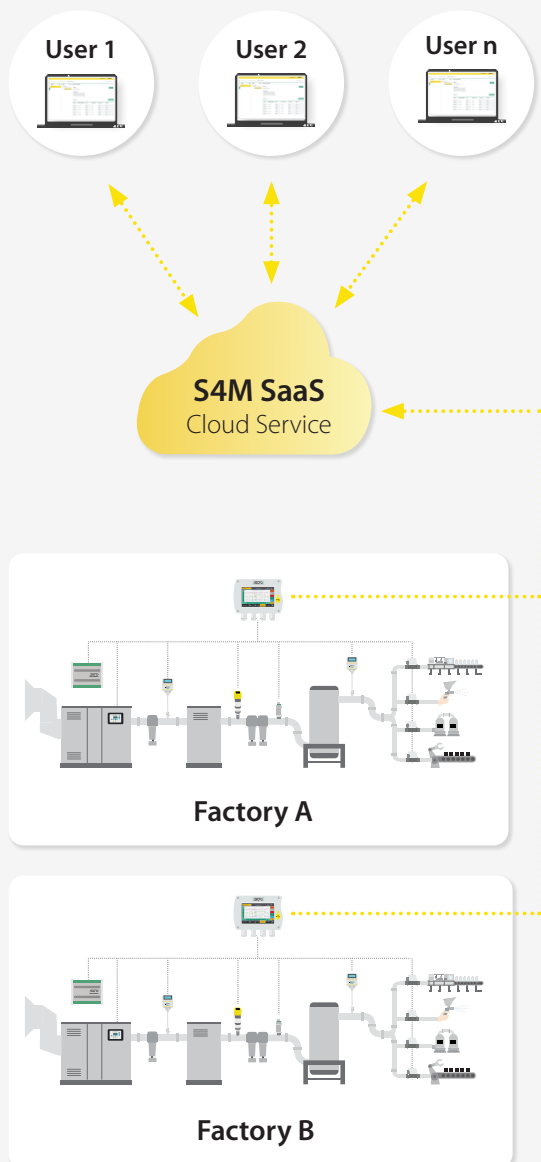 User 1
User 2
User n
S4M SaaS
Cloud Service
Factory A
Factory B